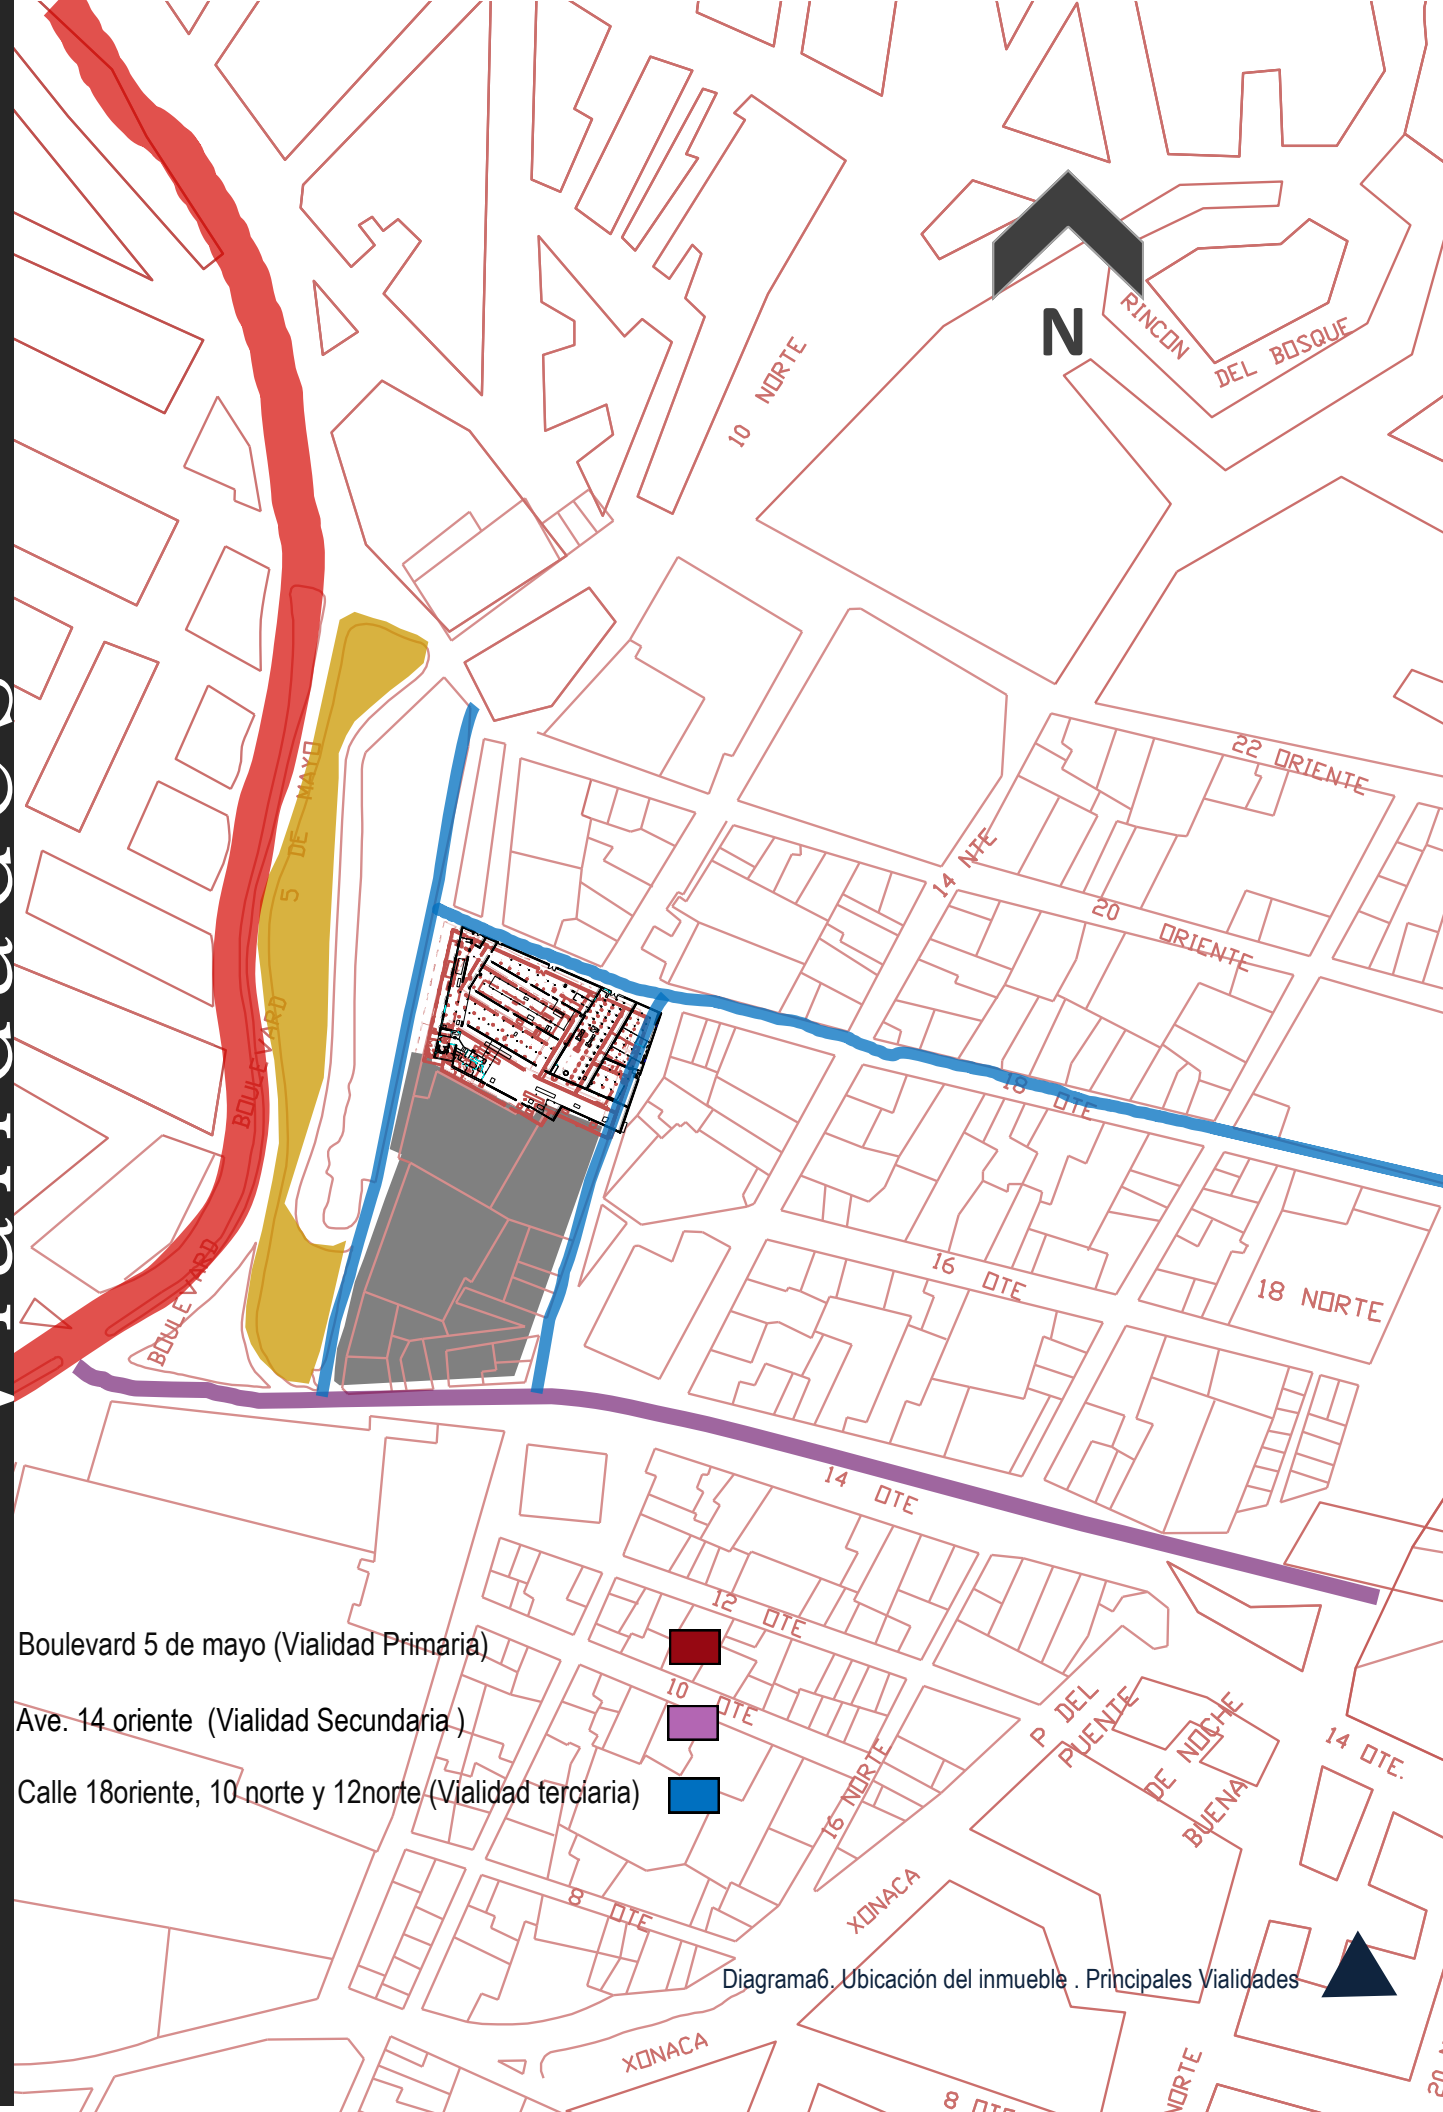 10 NORTE
N
RINCON
DEL BOSQUE
5 DE MAYO
22 ORIENTE
14 NTE
20 ORIENTE
BOULEVARD
18 OTE
BOULEVARD
16 OTE
18 NORTE
14 OTE
12 OTE
Boulevard 5 de mayo (Vialidad Primaria)
10 OTE
P DEL
PUENTE
DE NOCHE
BUENA
Ave. 14 oriente (Vialidad Secundaria )
14 OTE.
16 NORTE
Calle 18oriente, 10 norte y 12norte (Vialidad terciaria)
8 OTE
XONACA
Diagrama6. Ubicación del inmueble . Principales Vialidades
XONACA
8 OTE